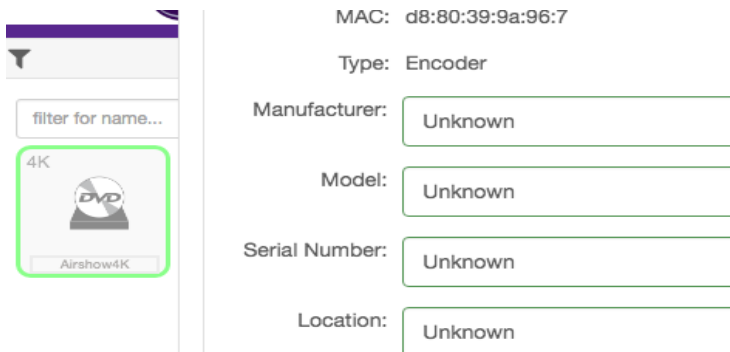 filter for name...
4K
DVD
Airshow4K
MAC: d8:80:39:9a:96:7
Type: Encoder
Manufacturer: Unknown
Model: Unknown
Serial Number: Unknown
Location: Unknown